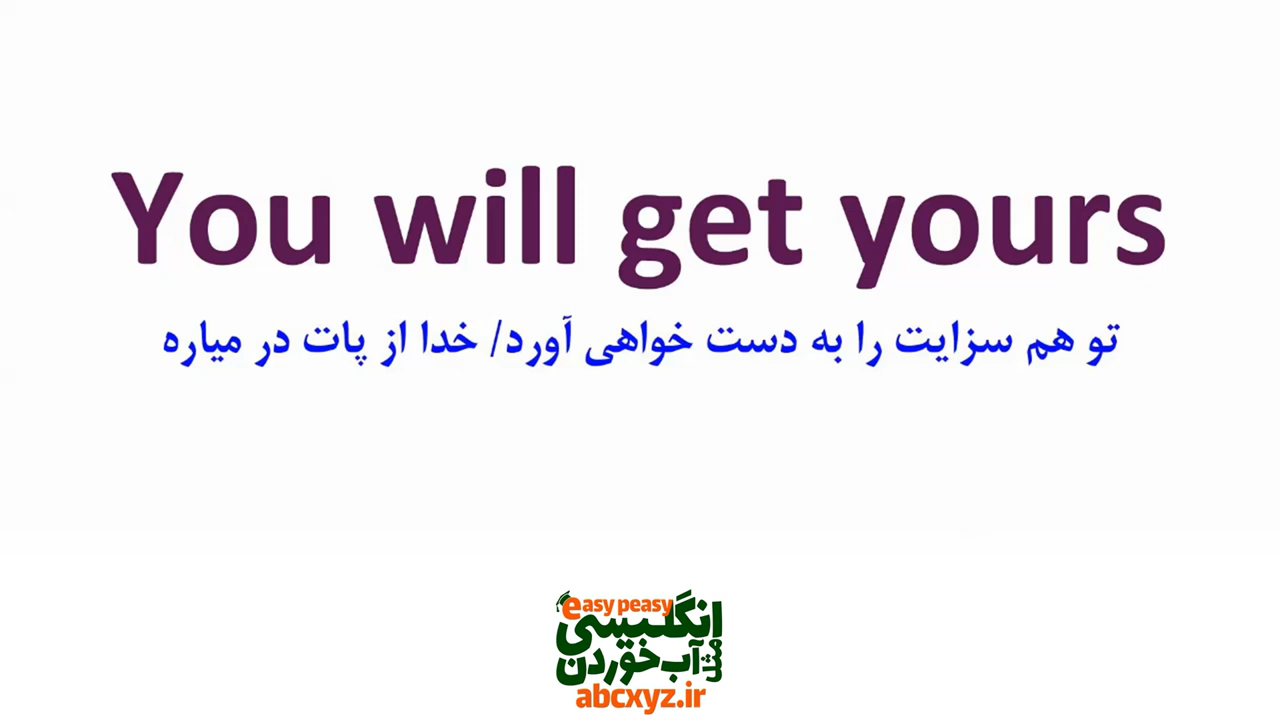 You will get yours
تو هم سزایت را به دست خواهی آورد/ خدا از پات در میاره
easy peasy
انگلیسی
مثل آب خوردن
abcxyz.ir